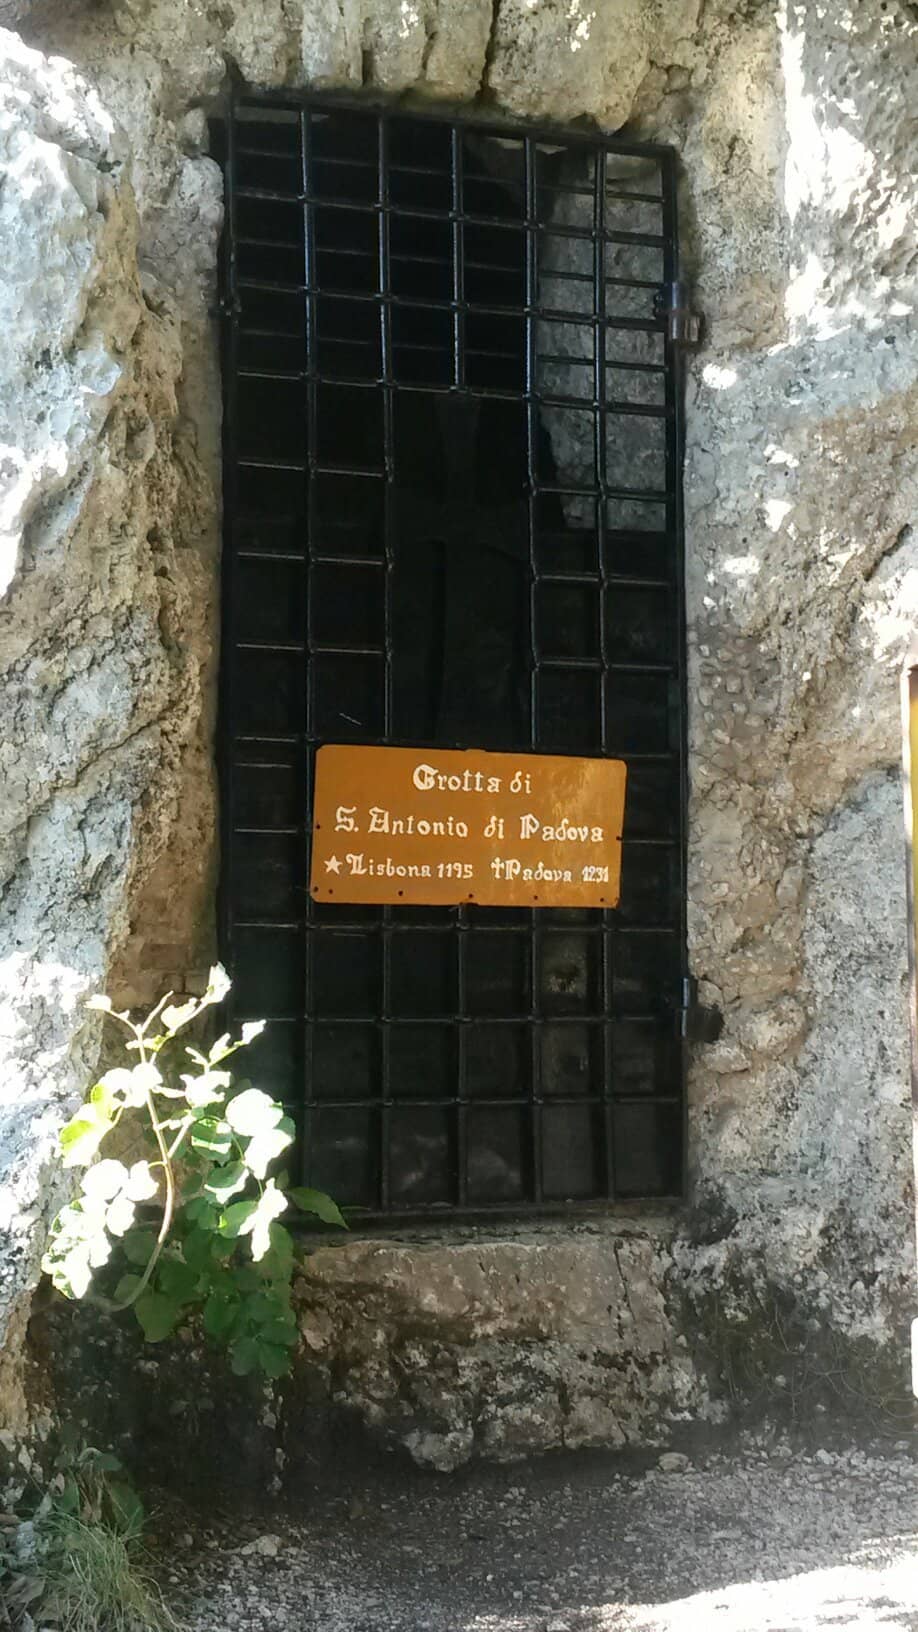 Grotta di
S. Antonio di Padova
★ Lisbona 1195 ✝ Padova 1231